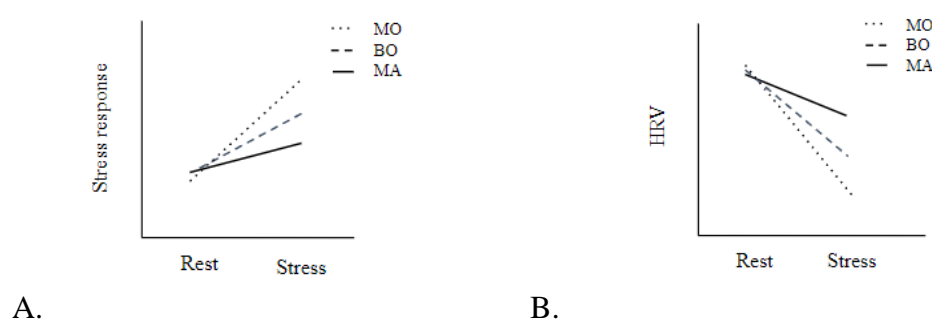 MO
BO
MA
Stress response
Rest
Stress
A.
MO
BO
MA
HRV
Rest
Stress
B.